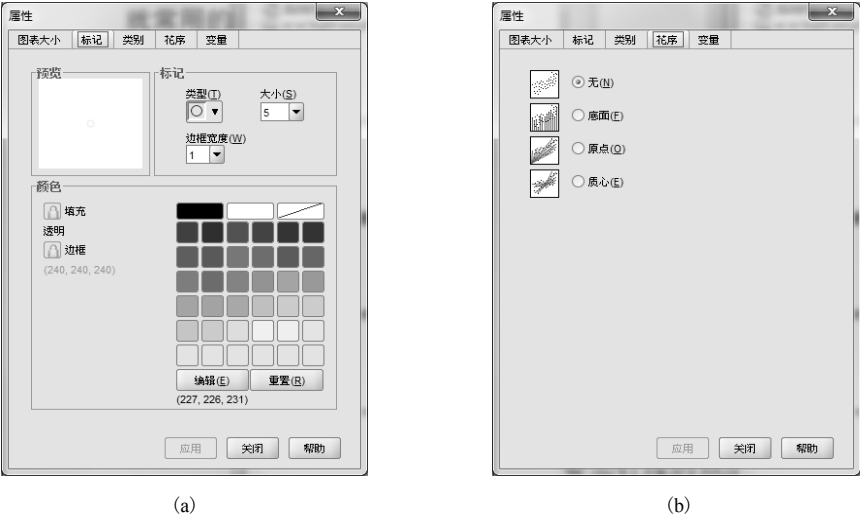 属性
图表大小 标记 类别 花序 变量
预览
标记
类型(T) 大小(S)
5
边框宽度(W)
1
颜色
填充
透明
边框
(240, 240, 240)
编辑(E) 重置(R)
(227, 226, 231)
应用 关闭 帮助
(a)
属性
图表大小 标记 类别 花序 变量
无(N)
底面(F)
原点(O)
质心(E)
应用 关闭 帮助
(b)